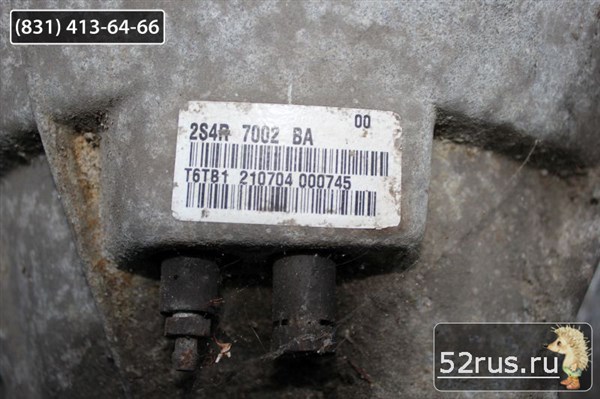 (831) 413-64-66
2S4R 7002 BA 00
T6TB1 210704 000745
52rus.ru